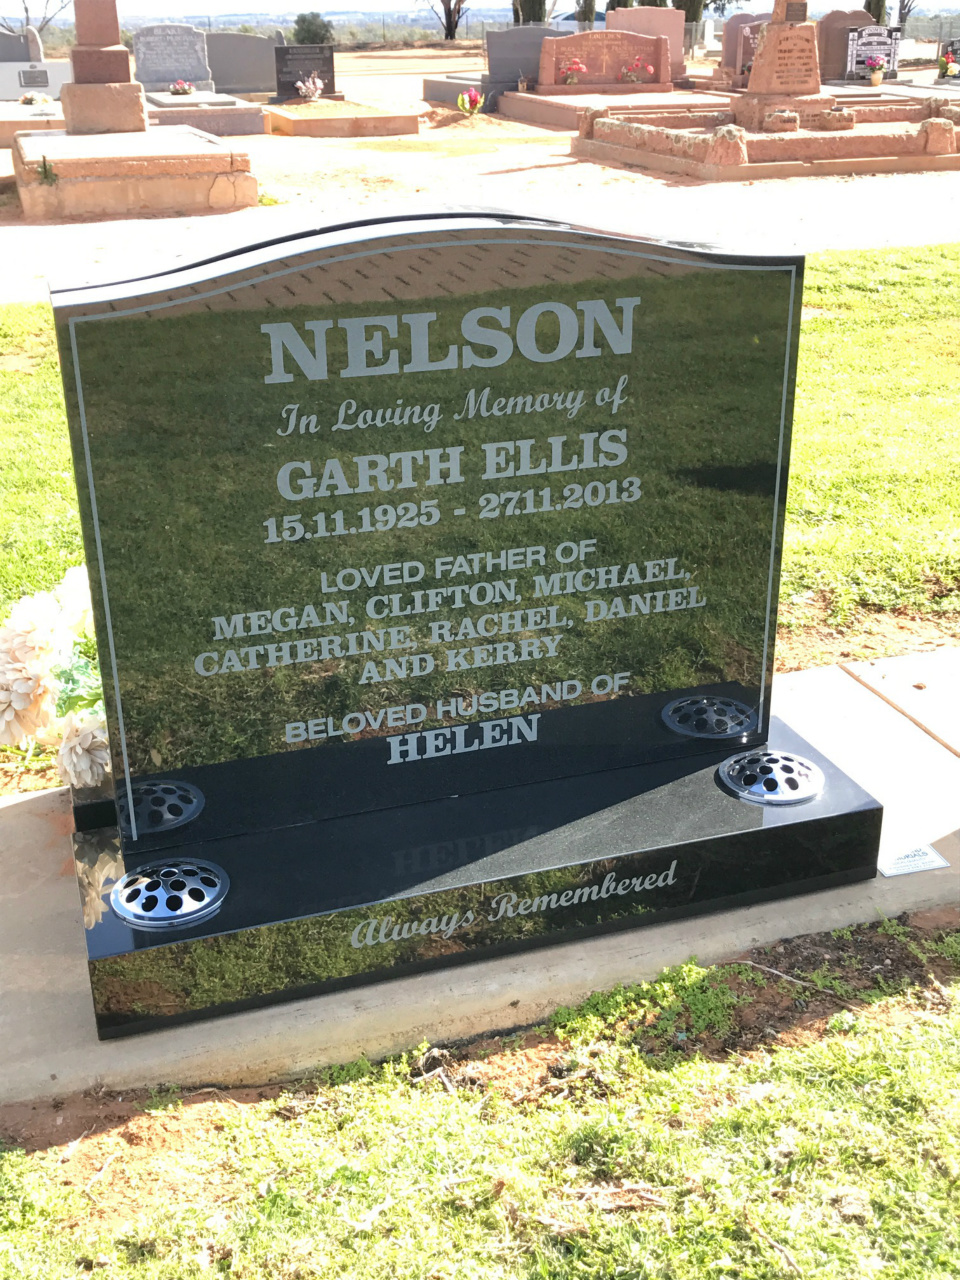 NELSON
In Loving Memory of
GARTH ELLIS
15.11.1925 - 27.11.2013
LOVED FATHER OF
MEGAN, CLIFTON, MICHAEL,
CATHERINE, RACHEL, DANIEL
AND KERRY
BELOVED HUSBAND OF
HELEN
Always Remembered